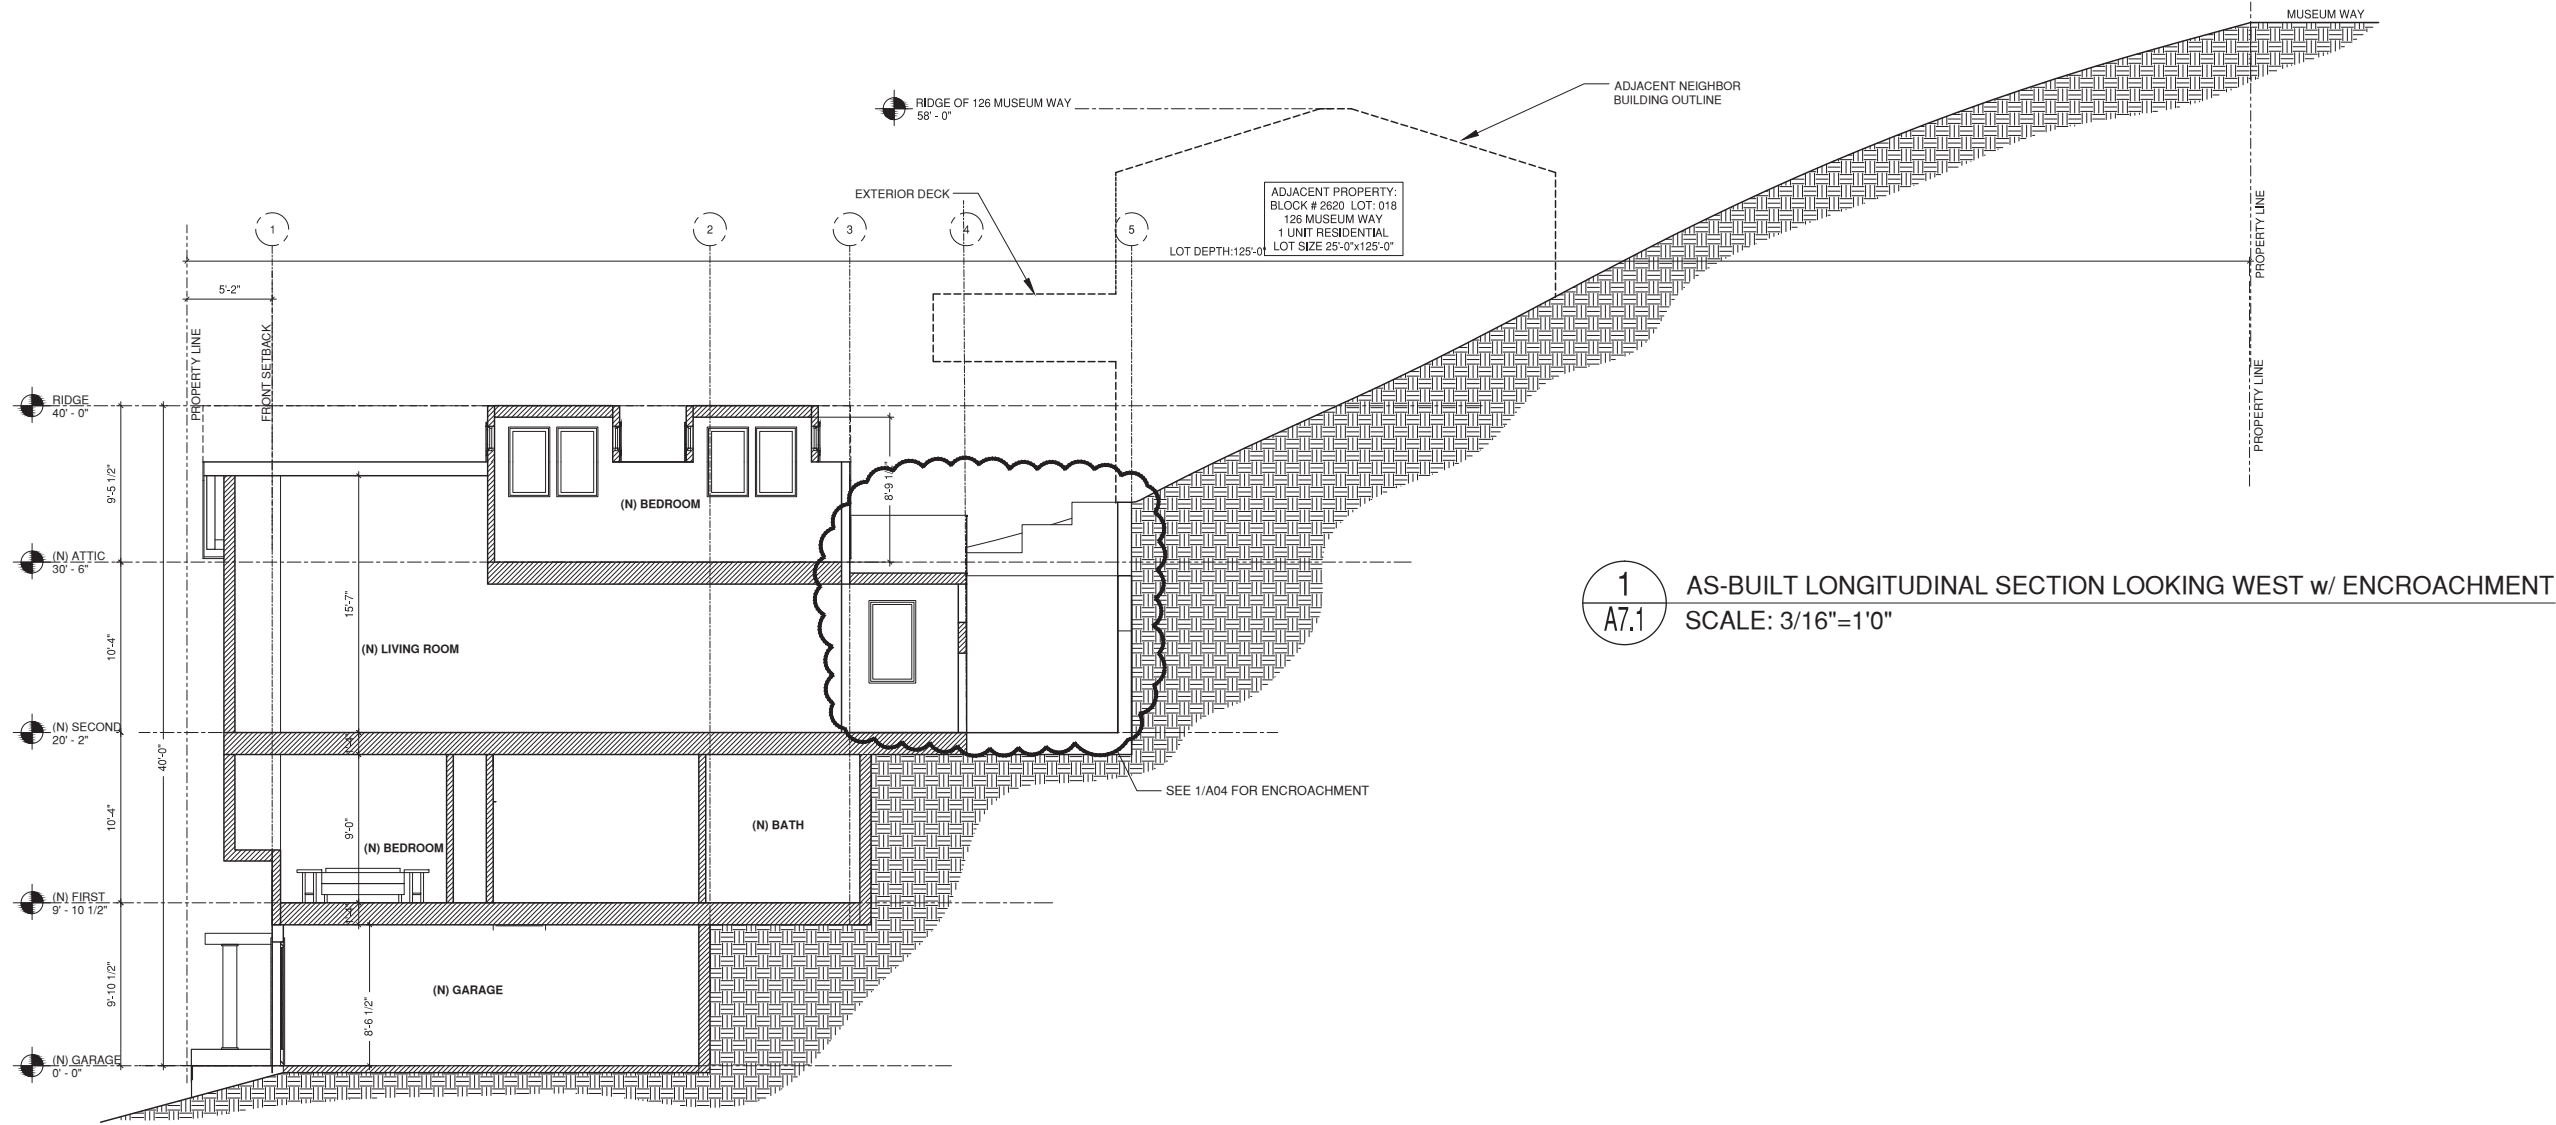 MUSEUM WAY
RIDGE OF 126 MUSEUM WAY
58' - 0"
ADJACENT NEIGHBOR
BUILDING OUTLINE
EXTERIOR DECK
ADJACENT PROPERTY:
BLOCK # 2620 LOT: 018
126 MUSEUM WAY
1 UNIT RESIDENTIAL
LOT SIZE 25'-0"x125'-0"
1
2
3
4
5
LOT DEPTH:125'-0"
5'-2"
PROPERTY LINE
FRONT SETBACK
PROPERTY LINE
PROPERTY LINE
RIDGE
40' - 0"
9'-5 1/2"
8'-9 1/4"
(N) BEDROOM
(N) ATTIC
30' - 6"
15'-7"
10'-4"
(N) LIVING ROOM
1
A7.1
AS-BUILT LONGITUDINAL SECTION LOOKING WEST w/ ENCROACHMENT
SCALE: 3/16"=1'0"
(N) SECOND
20' - 2"
1'-4"
40'-0"
SEE 1/A04 FOR ENCROACHMENT
10'-4"
9'-0"
(N) BATH
(N) BEDROOM
(N) FIRST
9' - 10 1/2"
1'-4"
9'-10 1/2"
(N) GARAGE
8'-6 1/2"
(N) GARAGE
0' - 0"